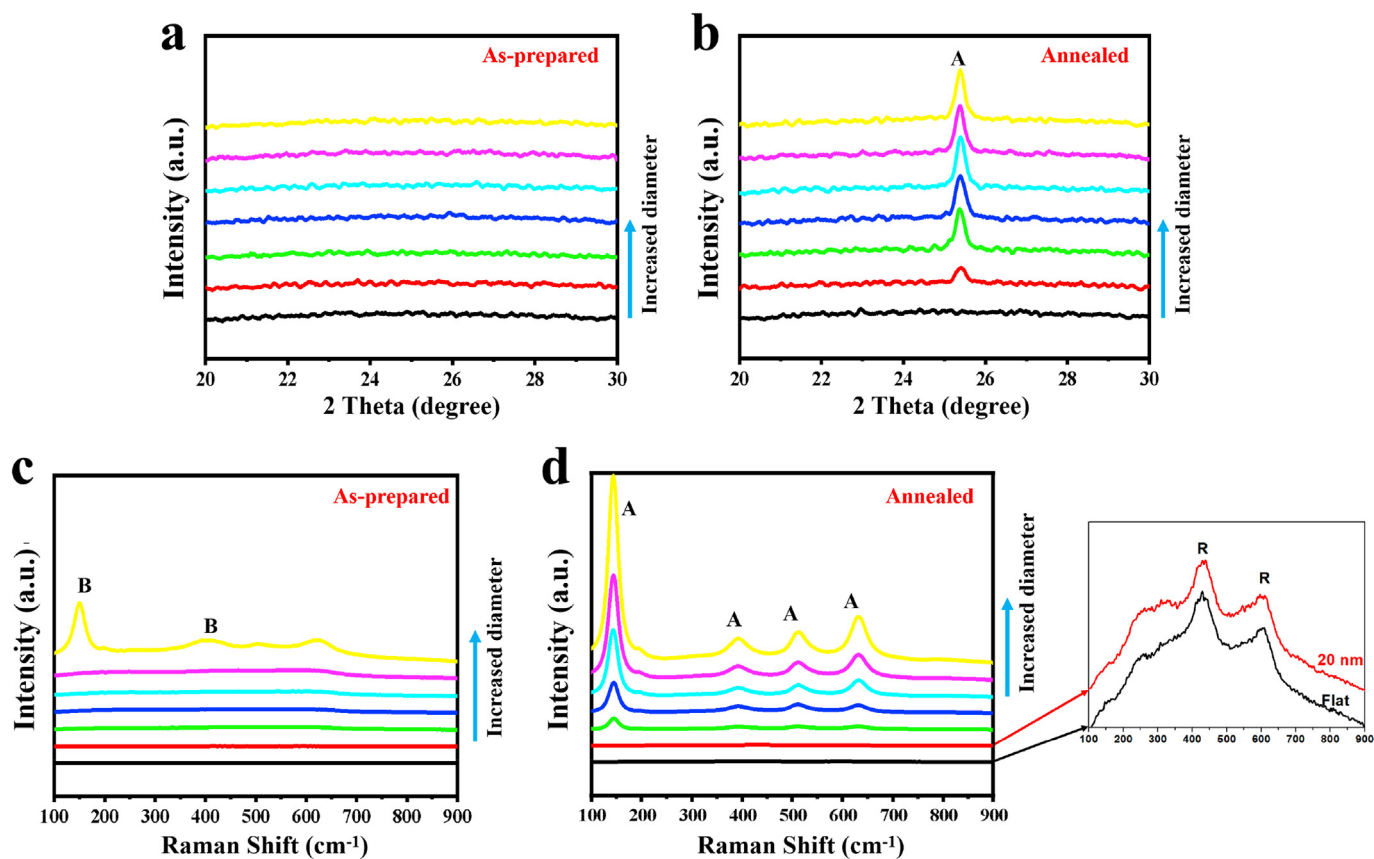 a
As-prepared
Intensity (a.u.)
Increased diameter
20 22 24 26 28 30
2 Theta (degree)
b
A
Annealed
Intensity (a.u.)
Increased diameter
20 22 24 26 28 30
2 Theta (degree)
c
As-prepared
B
B
Intensity (a.u.)
Increased diameter
100 200 300 400 500 600 700 800 900
Raman Shift (cm-1)
d
Annealed
A
A
A
A
Intensity (a.u.)
Increased diameter
100 200 300 400 500 600 700 800 900
Raman Shift (cm-1)
R
R
20 nm
Flat
100 200 300 400 500 600 700 800 900